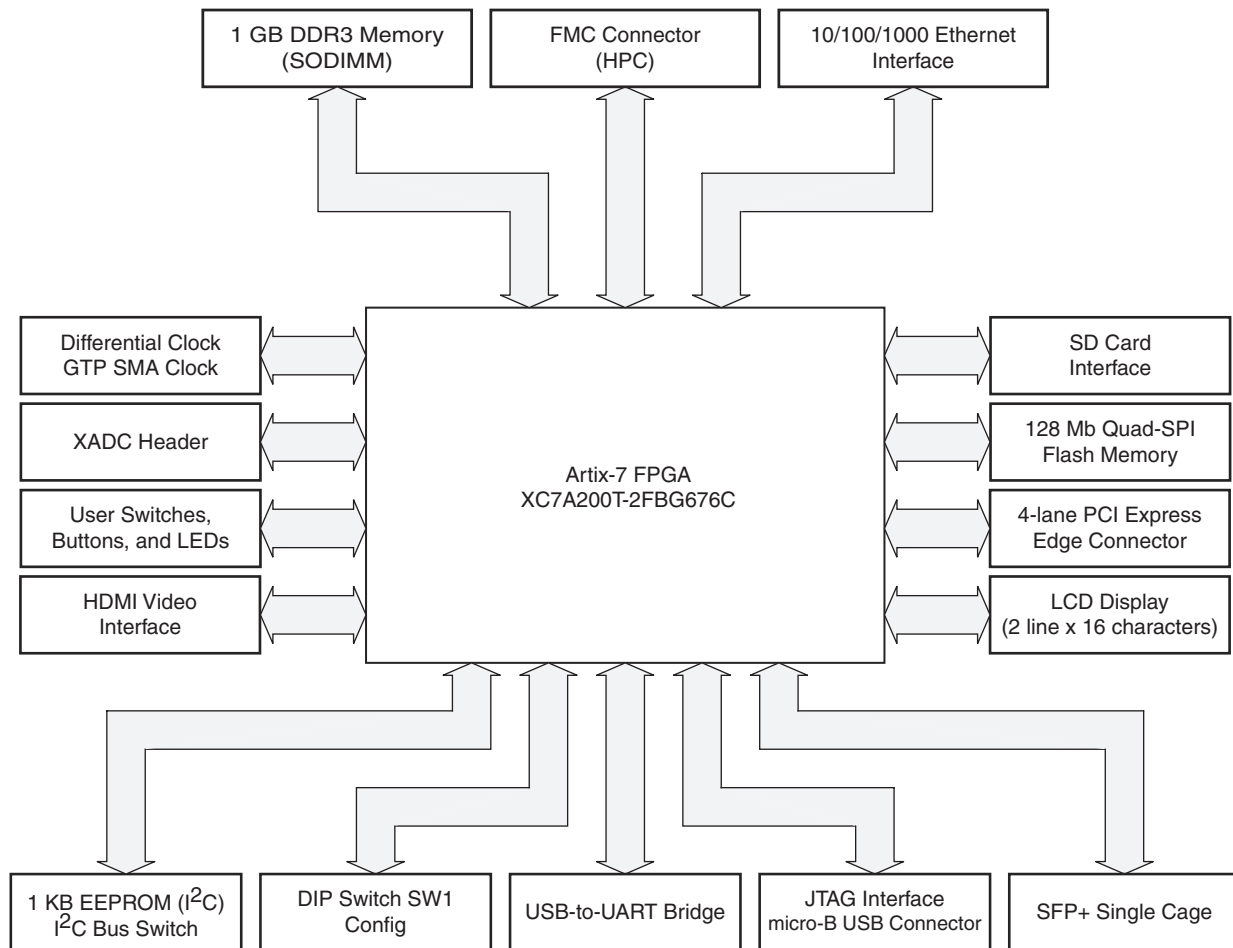 1 GB DDR3 Memory
(SODIMM)
FMC Connector
(HPC)
10/100/1000 Ethernet
Interface
Differential Clock
GTP SMA Clock
XADC Header
User Switches,
Buttons, and LEDs
HDMI Video
Interface
Artix-7 FPGA
XC7A200T-2FBG676C
SD Card
Interface
128 Mb Quad-SPI
Flash Memory
4-lane PCI Express
Edge Connector
LCD Display
(2 line x 16 characters)
1 KB EEPROM (I²C)
I²C Bus Switch
DIP Switch SW1
Config
USB-to-UART Bridge
JTAG Interface
micro-B USB Connector
SFP+ Single Cage